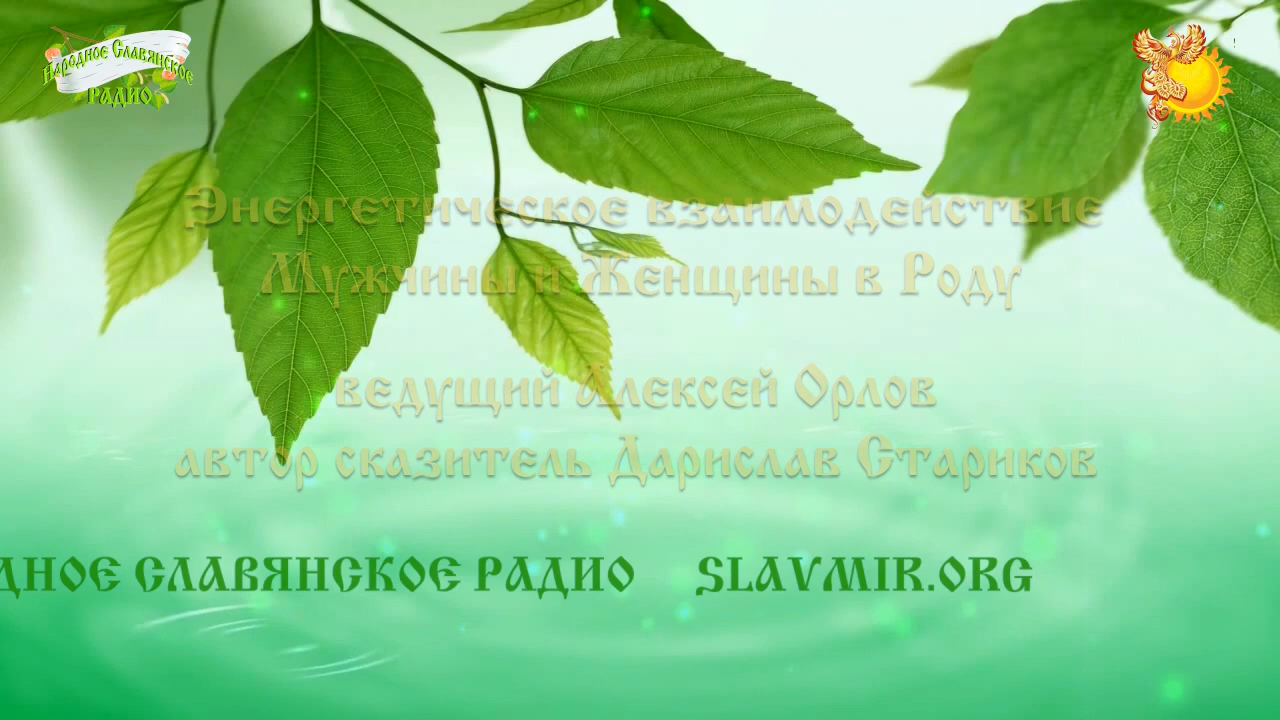 Народное Славянское
РАДИО
Энергетическое взаимодействие
Мужчины и Женщины в Роду
ведущий Алексей Орлов
автор сказитель Дарислав Стариков
ДНОЕ СЛАВЯНСКОЕ РАДИО SLAVMIR.ORG